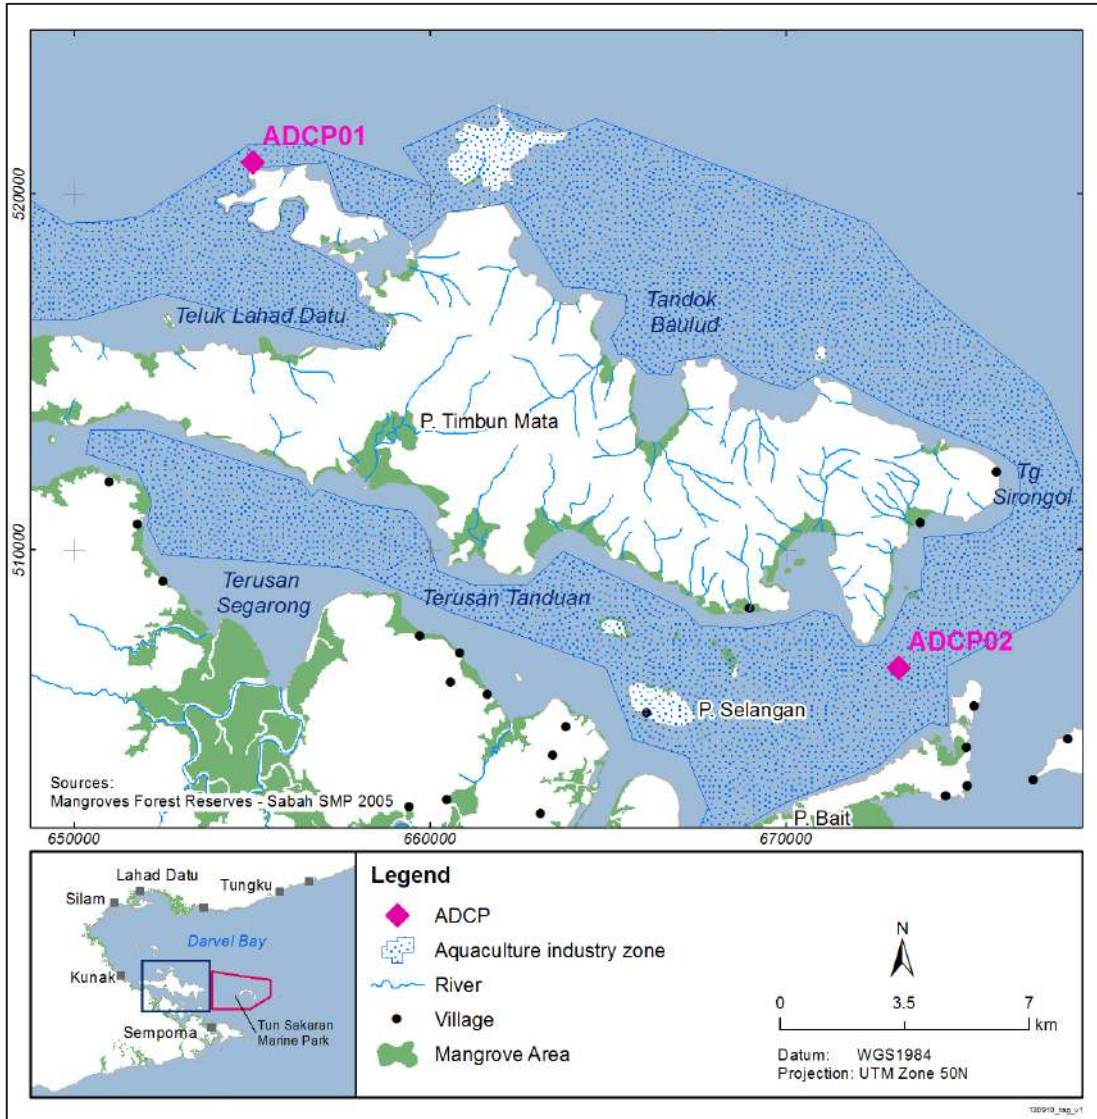 ADCP01
520000
Teluk Lahad Datu
Tandok
Baulud
P. Timbun Mata
Tg
Sirongol
510000
Terusan
Segarong
Terusan Tanduan
ADCP02
P. Selangan
Sources:
Mangroves Forest Reserves - Sabah SMP 2005
P. Bait
650000
660000
670000
Lahad Datu
Tungku
Silam
Darvel Bay
Kunak
Semporna
Tun Sakaran
Marine Park
Legend
ADCP
Aquaculture industry zone
River
Village
Mangrove Area
N
0
3.5
7
km
Datum: WGS1984
Projection: UTM Zone 50N